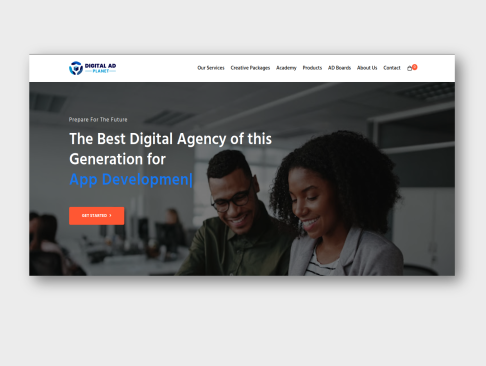 DIGITAL AD
PLANET
Our Services
Creative Packages
Academy
Products
AD Boards
About Us
Contact
Prepare For The Future
The Best Digital Agency of this
Generation for
App Developmen
GET STARTED